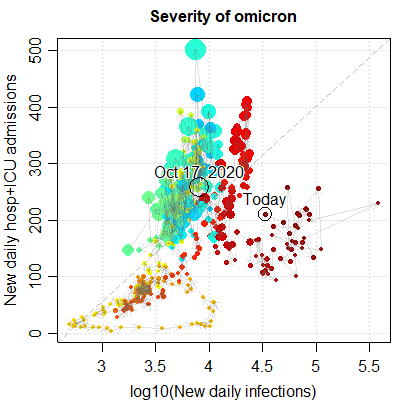 Severity of omicron
New daily hosp+ICU admissions
500
400
300
200
100
0
Oct 17, 2020
Today
3
3.5
4
4.5
5
5.5
log10(New daily infections)